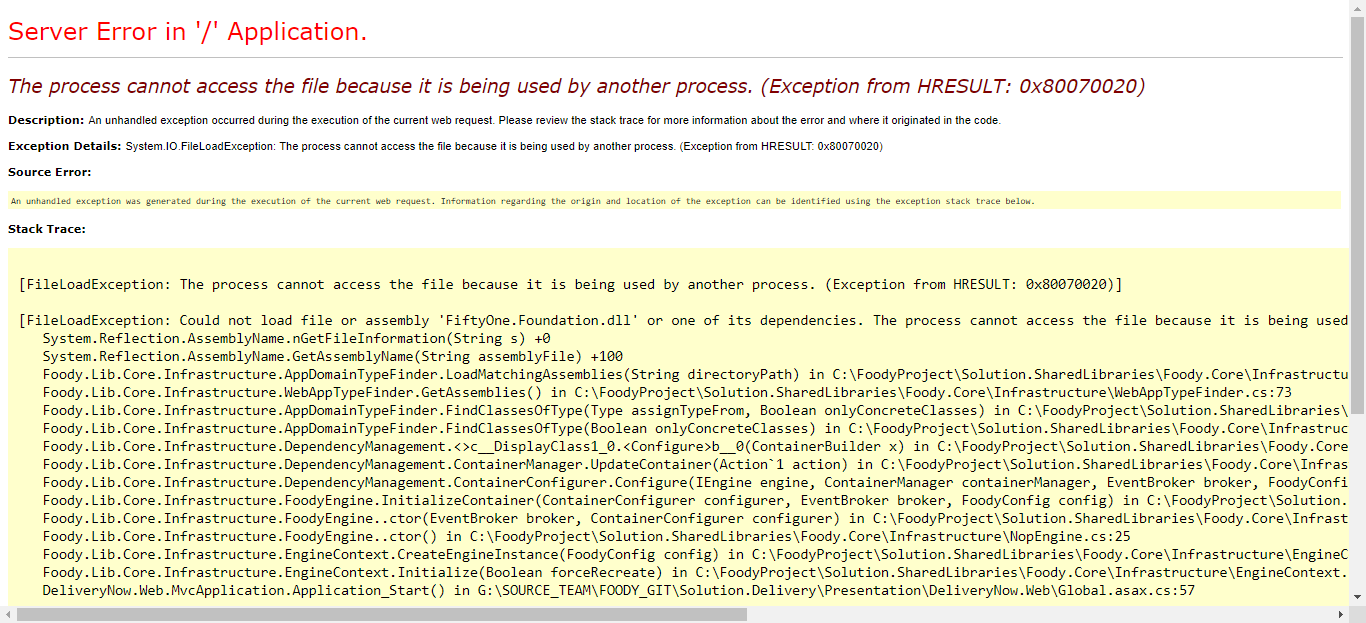 Server Error in '/' Application.
The process cannot access the file because it is being used by another process. (Exception from HRESULT: 0x80070020)
Description: An unhandled exception occurred during the execution of the current web request. Please review the stack trace for more information about the error and where it originated in the code.
Exception Details: System.IO.FileLoadException: The process cannot access the file because it is being used by another process. (Exception from HRESULT: 0x80070020)
Source Error:
An unhandled exception was generated during the execution of the current web request. Information regarding the origin and location of the exception can be identified using the exception stack trace below.
Stack Trace:
[FileLoadException: The process cannot access the file because it is being used by another process. (Exception from HRESULT: 0x80070020)]
[FileLoadException: Could not load file or assembly 'FiftyOne.Foundation.dll' or one of its dependencies. The process cannot access the file because it is being used
System.Reflection.AssemblyName.nGetFileInformation(String s) +0
System.Reflection.AssemblyName.GetAssemblyName(String assemblyFile) +100
Foody.Lib.Core.Infrastructure.AppDomainTypeFinder.LoadMatchingAssemblies(String directoryPath) in C:\FoodyProject\Solution.SharedLibraries\Foody.Core\Infrastructu
Foody.Lib.Core.Infrastructure.WebAppTypeFinder.GetAssemblies() in C:\FoodyProject\Solution.SharedLibraries\Foody.Core\Infrastructure\WebAppTypeFinder.cs:73
Foody.Lib.Core.Infrastructure.AppDomainTypeFinder.FindClassesOfType(Type assignTypeFrom, Boolean onlyConcreteClasses) in C:\FoodyProject\Solution.SharedLibraries\
Foody.Lib.Core.Infrastructure.AppDomainTypeFinder.FindClassesOfType(Boolean onlyConcreteClasses) in C:\FoodyProject\Solution.SharedLibraries\Foody.Core\Infrastruc
Foody.Lib.Core.Infrastructure.DependencyManagement.<>c__DisplayClass1_0.<Configure>b__0(ContainerBuilder x) in C:\FoodyProject\Solution.SharedLibraries\Foody.Core
Foody.Lib.Core.Infrastructure.DependencyManagement.ContainerManager.UpdateContainer(Action`1 action) in C:\FoodyProject\Solution.SharedLibraries\Foody.Core\Infras
Foody.Lib.Core.Infrastructure.DependencyManagement.ContainerConfigurer.Configure(IEngine engine, ContainerManager containerManager, EventBroker broker, FoodyConfi
Foody.Lib.Core.Infrastructure.FoodyEngine.InitializeContainer(ContainerConfigurer configurer, EventBroker broker, FoodyConfig config) in C:\FoodyProject\Solution.
Foody.Lib.Core.Infrastructure.FoodyEngine..ctor(EventBroker broker, ContainerConfigurer configurer) in C:\FoodyProject\Solution.SharedLibraries\Foody.Core\Infrast
Foody.Lib.Core.Infrastructure.FoodyEngine..ctor() in C:\FoodyProject\Solution.SharedLibraries\Foody.Core\Infrastructure\NopEngine.cs:25
Foody.Lib.Core.Infrastructure.EngineContext.CreateEngineInstance(FoodyConfig config) in C:\FoodyProject\Solution.SharedLibraries\Foody.Core\Infrastructure\EngineC
Foody.Lib.Core.Infrastructure.EngineContext.Initialize(Boolean forceRecreate) in C:\FoodyProject\Solution.SharedLibraries\Foody.Core\Infrastructure\EngineContext.
DeliveryNow.Web.MvcApplication.Application_Start() in G:\SOURCE_TEAM\FOODY_GIT\Solution.Delivery\Presentation\DeliveryNow.Web\Global.asax.cs:57